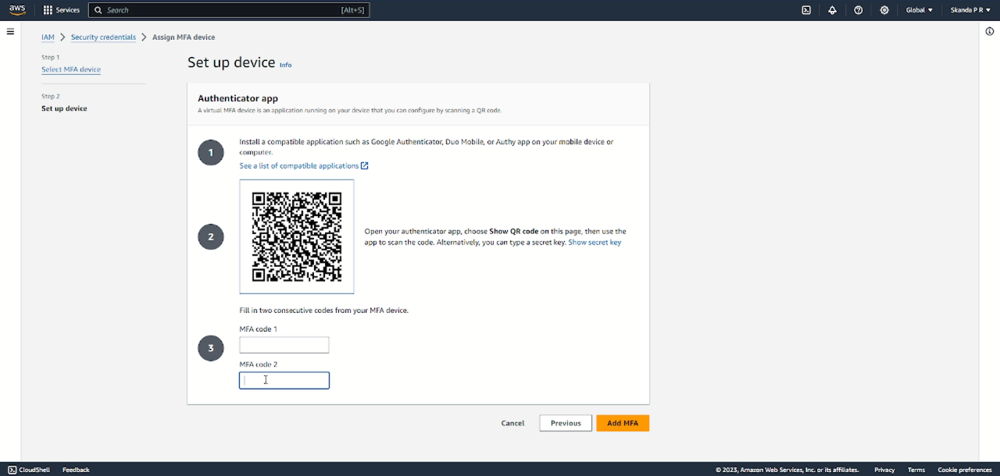 aws
Services
Search
[Alt+S]
Global
Skanda P R
IAM
Security credentials
Assign MFA device
Step 1
Select MFA device
Step 2
Set up device
Set up device
Info
Authenticator app
A virtual MFA device is an application running on your device that you can configure by scanning a QR code.
1
Install a compatible application such as Google Authenticator, Duo Mobile, or Authy app on your mobile device or
computer.
See a list of compatible applications
2
Open your authenticator app, choose Show QR code on this page, then use the
app to scan the code. Alternatively, you can type a secret key. Show secret key
Fill in two consecutive codes from your MFA device.
3
MFA code 1
MFA code 2
Cancel
Previous
Add MFA
CloudShell
Feedback
© 2023, Amazon Web Services, Inc. or its affiliates.
Privacy
Terms
Cookie preferences